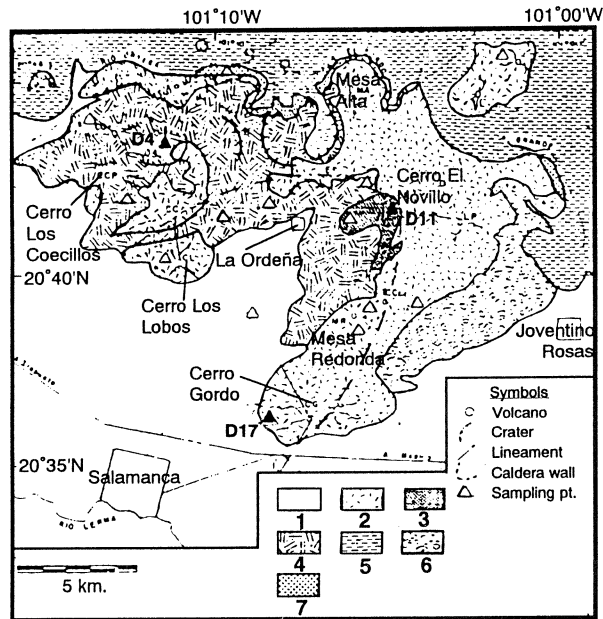 101°10'W
101°00'W
Mesa
Alta
D4
Cerro El
Novillo
D11
Cerro
Los
Coecillos
La Ordeña
20°40'N
Cerro Los
Lobos
Joventino
Rosas
Mesa
Redonda
Cerro
Gordo
D17
20°35'N
Salamanca
RIO LERMA
Symbols
Volcano
Crater
Lineament
Caldera wall
Sampling pt.
1
2
3
4
5
6
7
5 km.